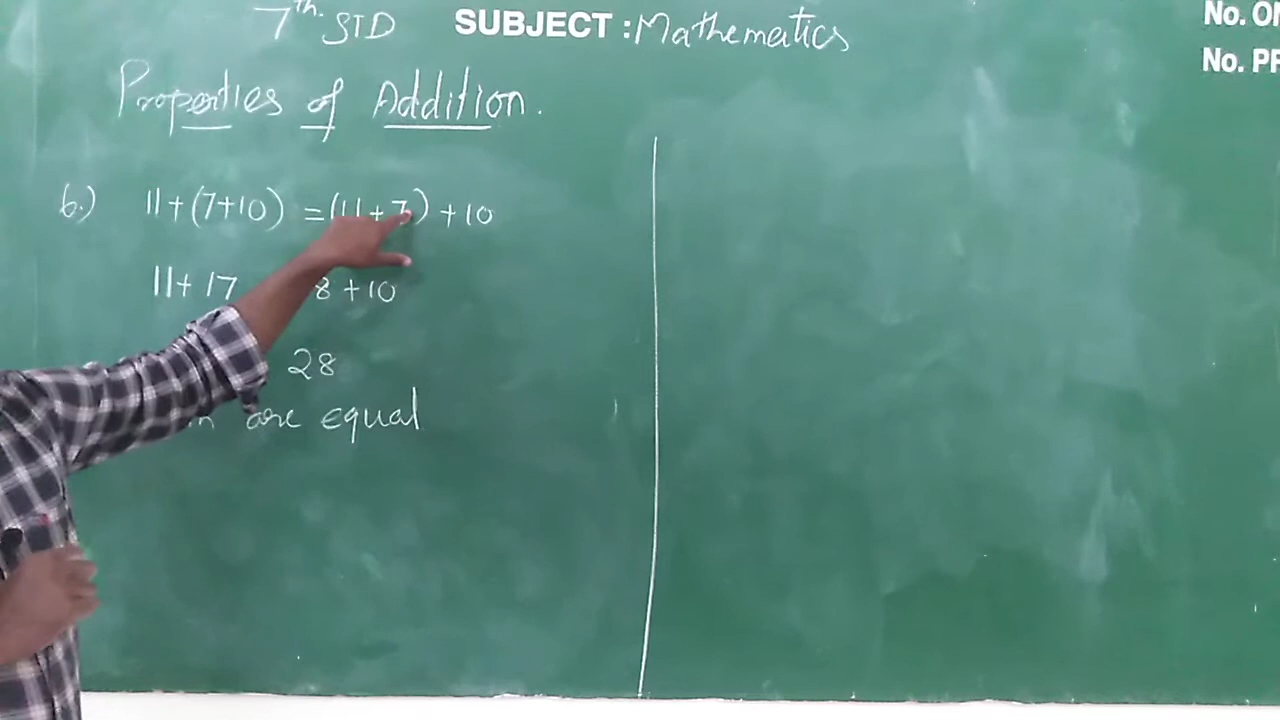 7th. STD SUBJECT : Mathematics
No. O
No. P
Properties of Addition.
6.) 11+(7+10) =(11+7) +10
11+ 17 8 +10
28
are equal